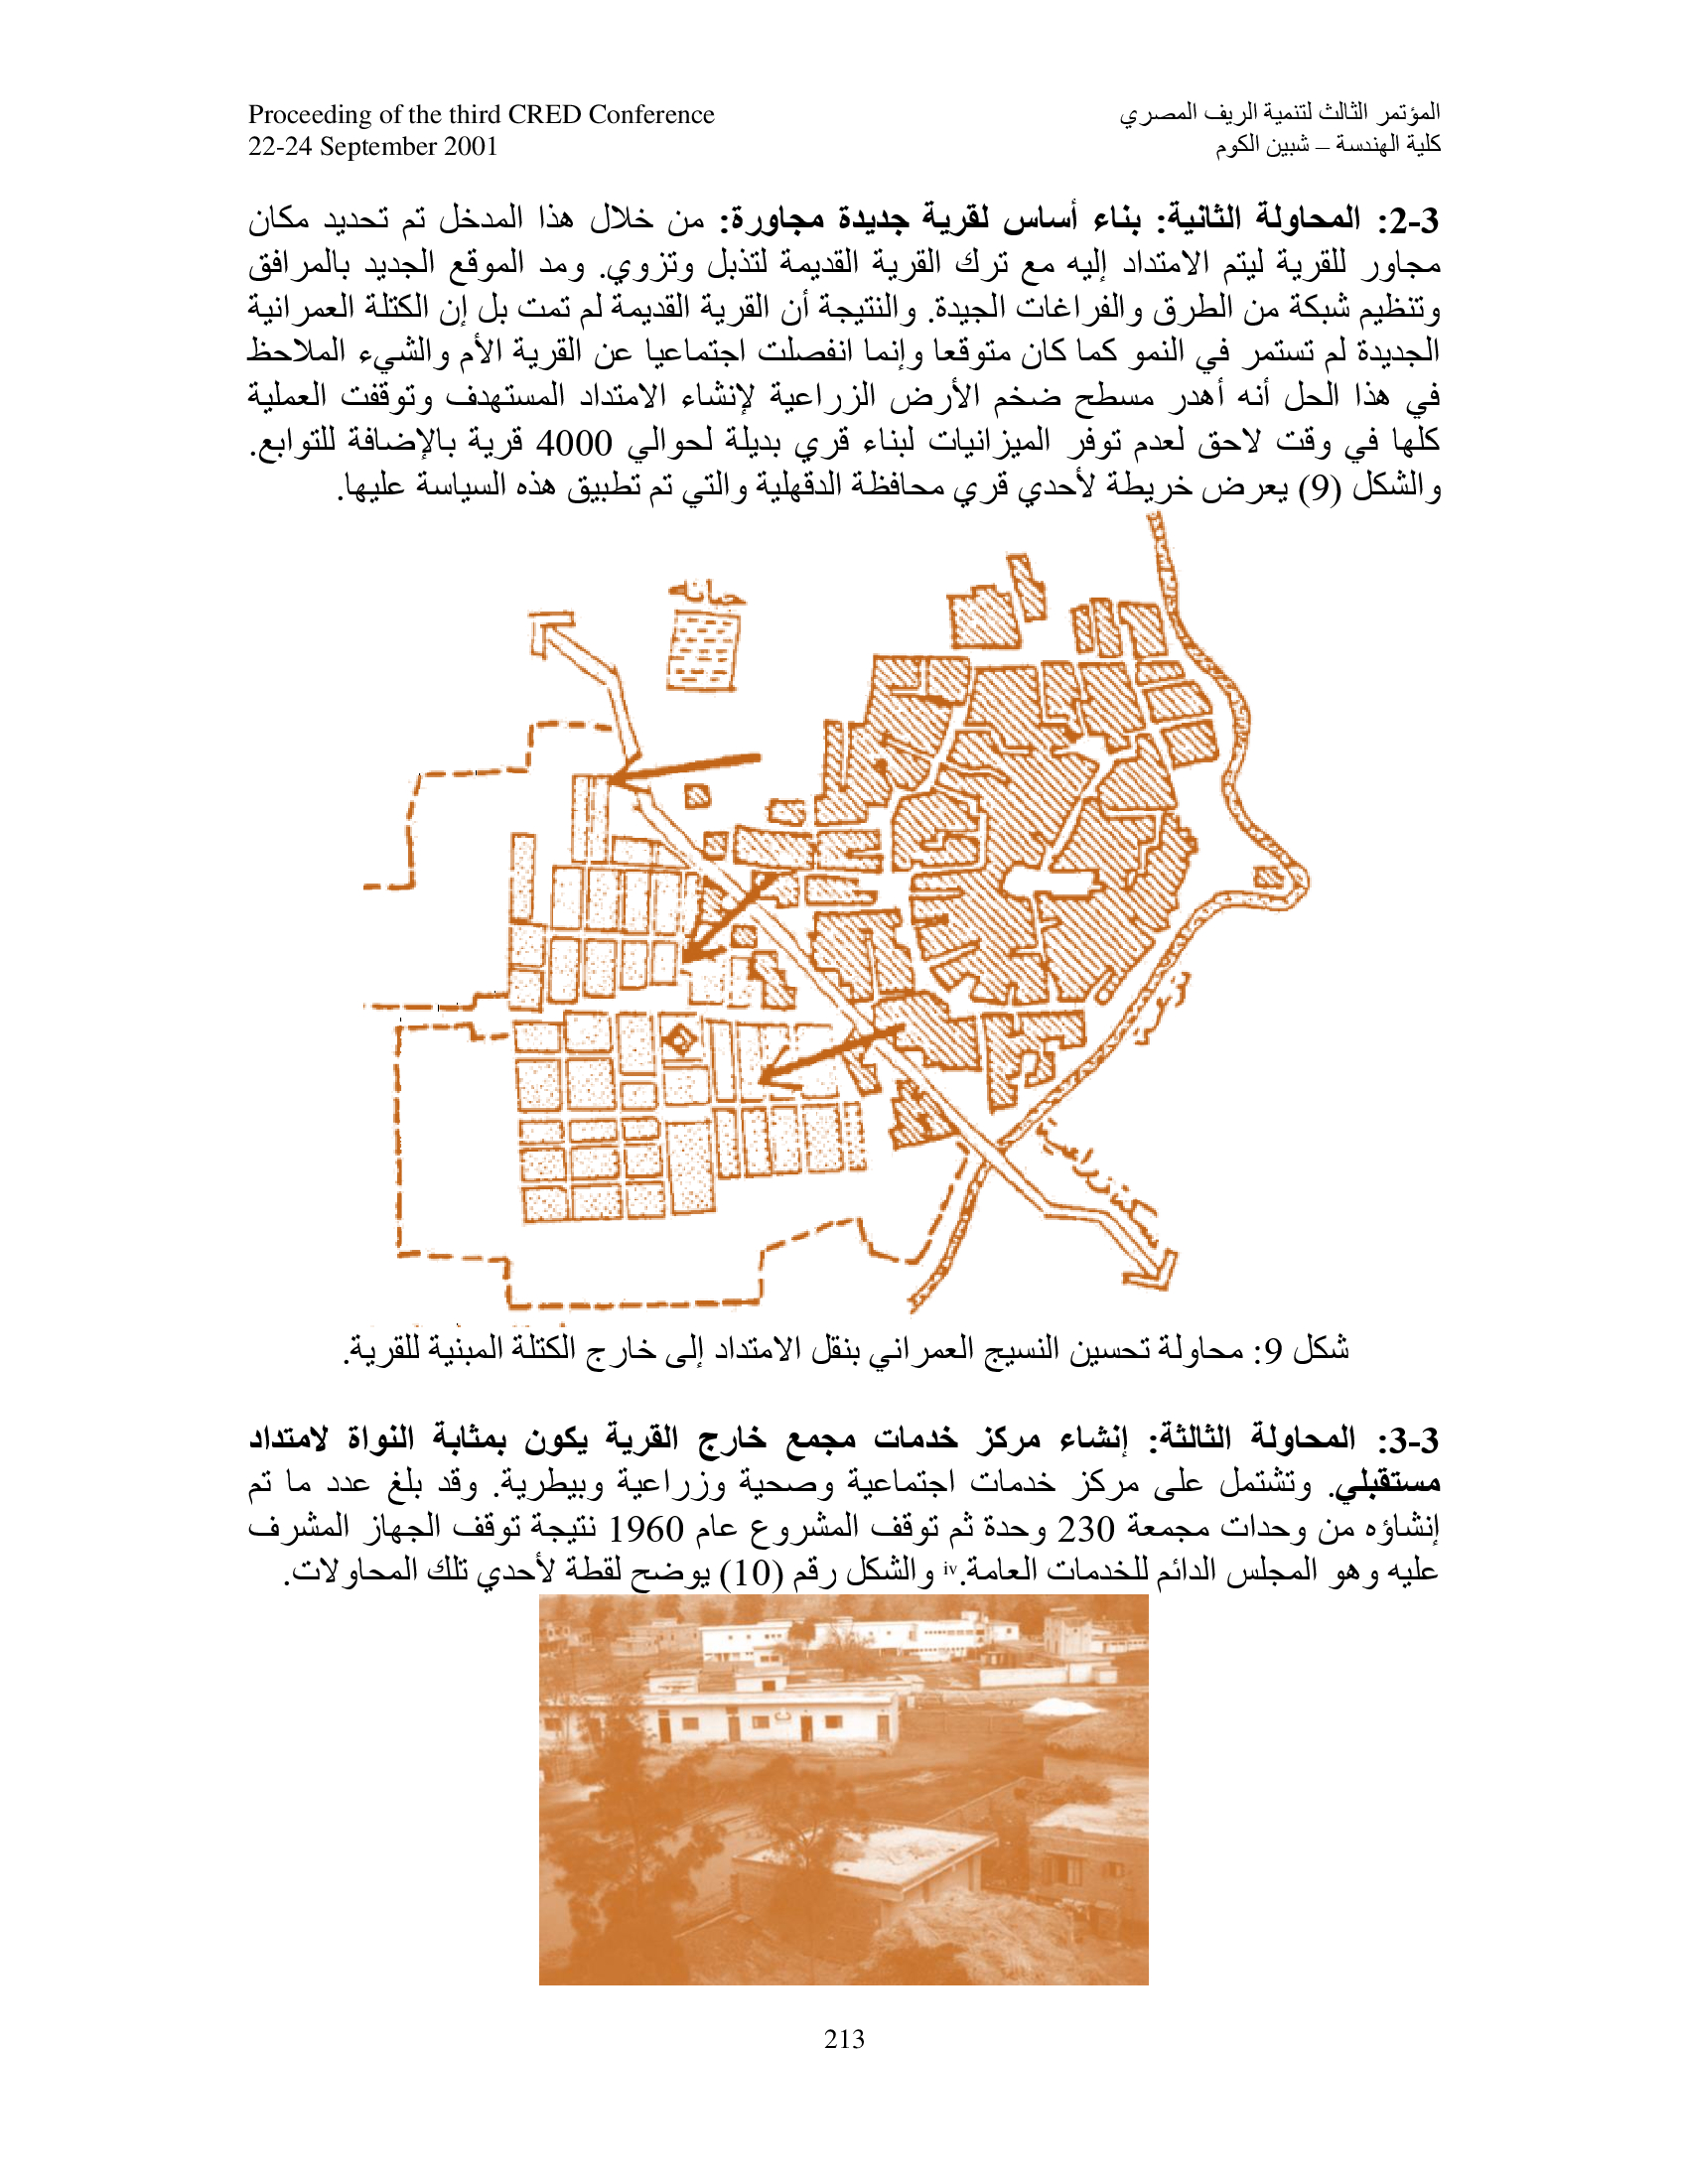 Proceeding of the third CRED Conference
المؤتمر الثالث لتنمية الريف المصري
22-24 September 2001
كلية الهندسة – شبين الكوم
3-2: المحاولة الثانية: بناء أساس لقرية جديدة مجاورة: من خلال هذا المدخل تم تحديد مكان
مجاور للقرية ليتم الامتداد إليه مع ترك القرية القديمة لتذبل وتزوي. ومد الموقع الجديد بالمرافق
وتنظيم شبكة من الطرق والفراغات الجيدة. والنتيجة أن القرية القديمة لم تمت بل إن الكتلة العمرانية
الجديدة لم تستمر في النمو كما كان متوقعا وإنما انفصلت اجتماعيا عن القرية الأم والشيء الملاحظ
في هذا الحل أنه أهدر مسطح ضخم الأرض الزراعية لإنشاء الامتداد المستهدف وتوقفت العملية
كلها في وقت لاحق لعدم توفر الميزانيات لبناء قري بديلة لحوالي 4000 قرية بالإضافة للتوابع.
والشكل (9) يعرض خريطة لأحدي قري محافظة الدقهلية والتي تم تطبيق هذه السياسة عليها.
جبانة
سكة زراعية
شكل 9: محاولة تحسين النسيج العمراني بنقل الامتداد إلى خارج الكتلة المبنية للقرية.
3-3: المحاولة الثالثة: إنشاء مركز خدمات مجمع خارج القرية يكون بمثابة النواة لامتداد
مستقبلي. وتشتمل على مركز خدمات اجتماعية وصحية وزراعية وبيطرية. وقد بلغ عدد ما تم
إنشاؤه من وحدات مجمعة 230 وحدة ثم توقف المشروع عام 1960 نتيجة توقف الجهاز المشرف
عليه وهو المجلس الدائم للخدمات العامة.iv والشكل رقم (10) يوضح لقطة لأحدي تلك المحاولات.
213